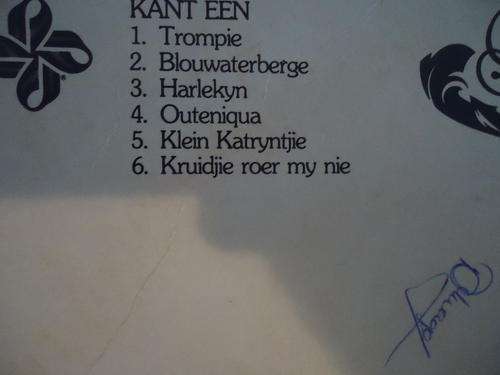 KANT EEN
1. Trompie
2. Blouwaterberge
3. Harlekyn
4. Outeniqua
5. Klein Katryntjie
6. Kruidjie roer my nie